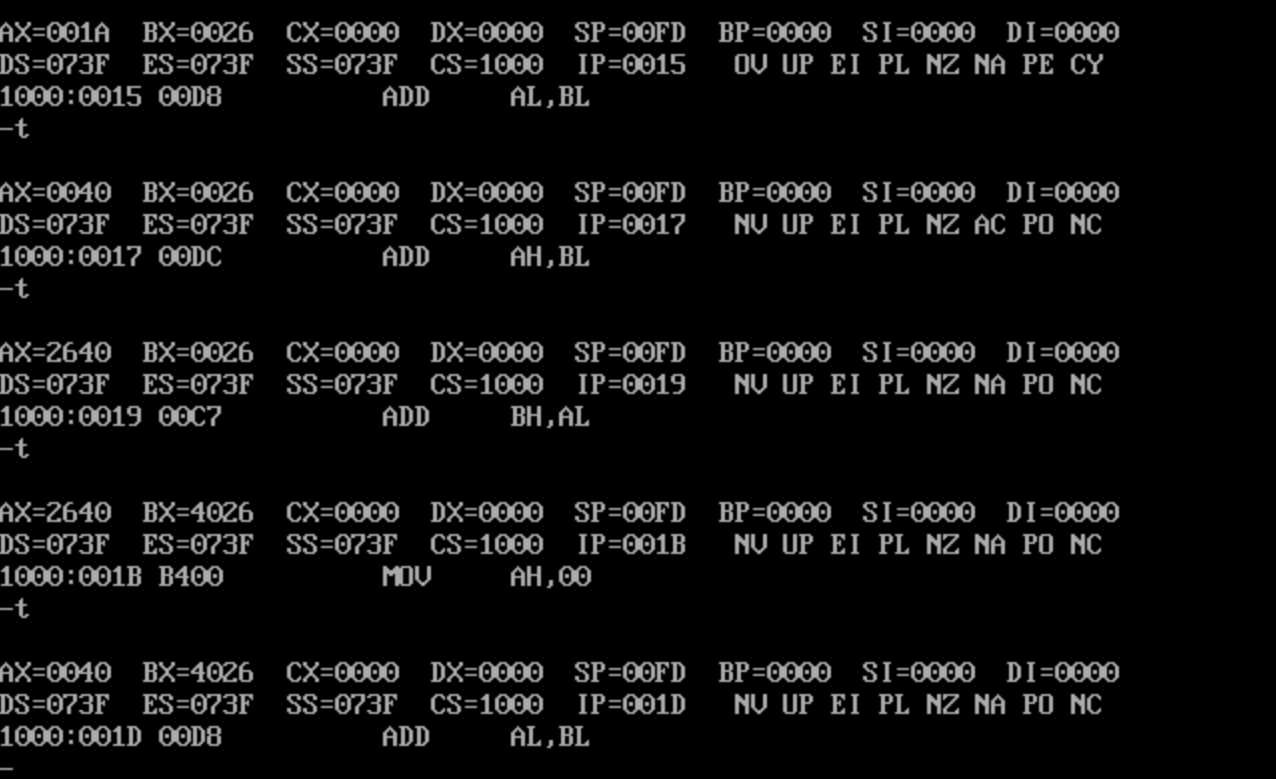 AX=001A  BX=0026  CX=0000  DX=0000  SP=00FD  BP=0000  SI=0000  DI=0000
DS=073F  ES=073F  SS=073F  CS=1000  IP=0015   OV UP EI PL NZ NA PE CY
1000:0015 00D8          ADD     AL,BL
-t
AX=0040  BX=0026  CX=0000  DX=0000  SP=00FD  BP=0000  SI=0000  DI=0000
DS=073F  ES=073F  SS=073F  CS=1000  IP=0017   NV UP EI PL NZ AC PO NC
1000:0017 00DC          ADD     AH,BL
-t
AX=2640  BX=0026  CX=0000  DX=0000  SP=00FD  BP=0000  SI=0000  DI=0000
DS=073F  ES=073F  SS=073F  CS=1000  IP=0019   NV UP EI PL NZ NA PO NC
1000:0019 00C7          ADD     BH,AL
-t
AX=2640  BX=4026  CX=0000  DX=0000  SP=00FD  BP=0000  SI=0000  DI=0000
DS=073F  ES=073F  SS=073F  CS=1000  IP=001B   NV UP EI PL NZ NA PO NC
1000:001B B400          MOV     AH,00
-t
AX=0040  BX=4026  CX=0000  DX=0000  SP=00FD  BP=0000  SI=0000  DI=0000
DS=073F  ES=073F  SS=073F  CS=1000  IP=001D   NV UP EI PL NZ NA PO NC
1000:001D 00D8          ADD     AL,BL
-